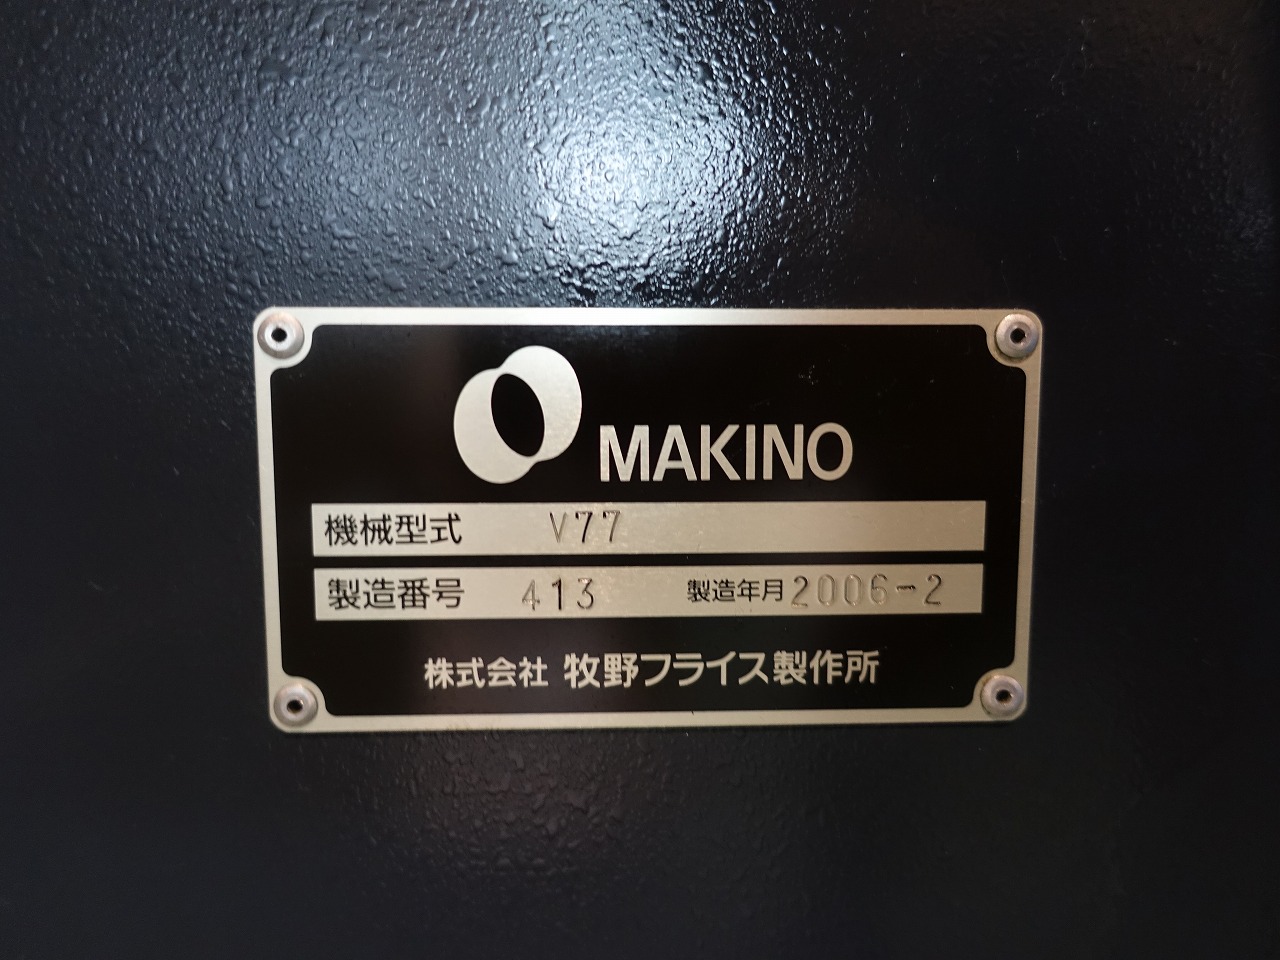 MAKINO
機械型式 V77
製造番号 413 製造年月 2006-2
株式会社 牧野フライス製作所